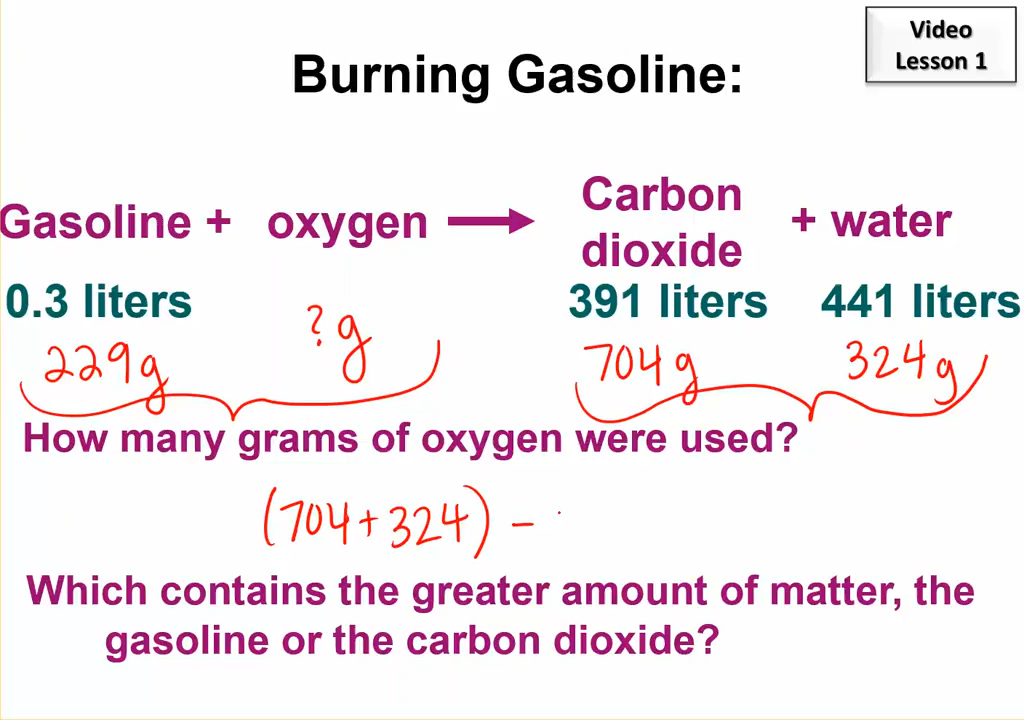 Video
Lesson 1
Burning Gasoline:
Gasoline + oxygen → Carbon dioxide + water
0.3 liters 391 liters 441 liters
229g ?g 704g 324g
How many grams of oxygen were used?
(704+324) -
Which contains the greater amount of matter, the
gasoline or the carbon dioxide?